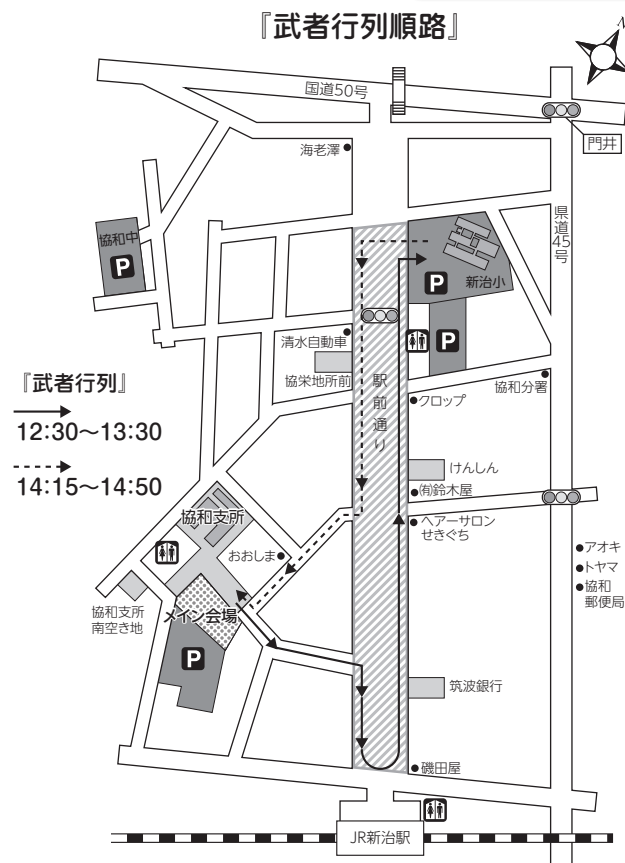 『武者行列順路』
N
国道50号
門井
海老澤
県道45号
協和中
P
新治小
P
清水自動車
P
協栄地所前
駅前通り
協和分署
クロップ
『武者行列』
12:30～13:30
14:15～14:50
けんしん
㈲鈴木屋
協和支所
ヘアーサロン
せきぐち
おおしま
アオキ
トヤマ
協和
郵便局
協和支所
南空き地
メイン会場
P
筑波銀行
磯田屋
JR新治駅